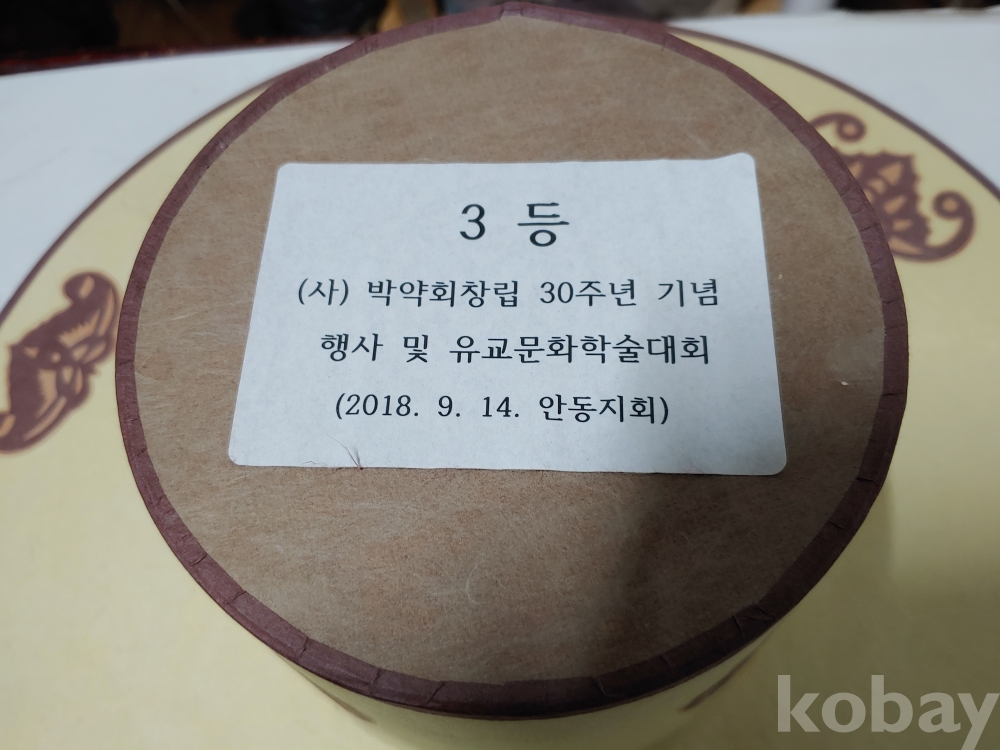 3 등
(사) 박약회창립 30주년 기념
행사 및 유교문화학술대회
(2018. 9. 14. 안동지회)
kobay